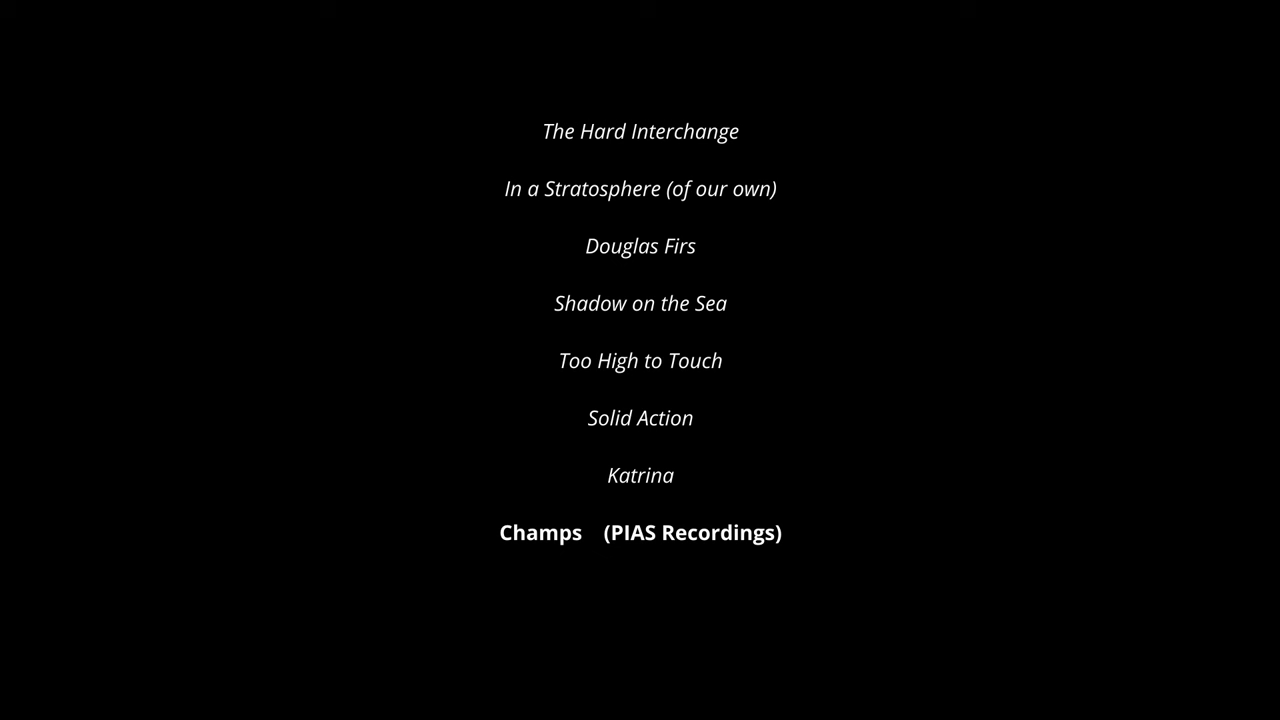 The Hard Interchange
In a Stratosphere (of our own)
Douglas Firs
Shadow on the Sea
Too High to Touch
Solid Action
Katrina
Champs (PIAS Recordings)